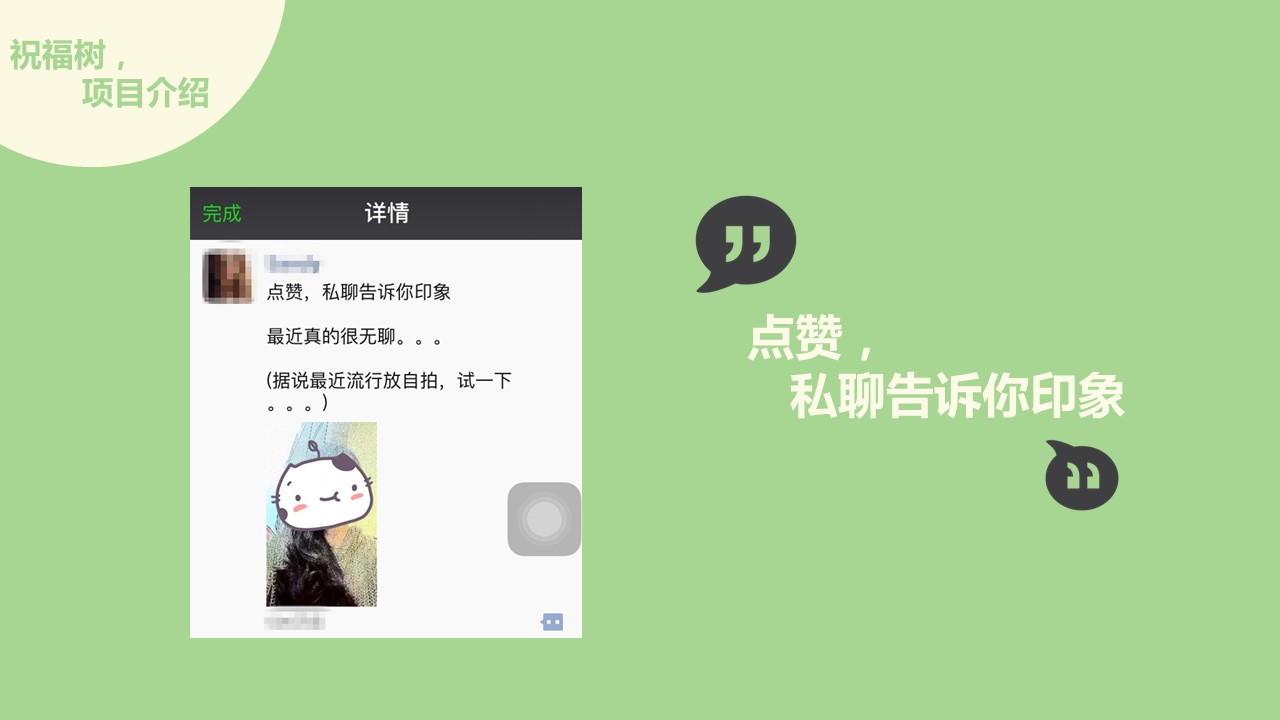 祝福树，
项目介绍
完成
详情
点赞，私聊告诉你印象
最近真的很无聊。。。
(据说最近流行放自拍，试一下
。。。)
点赞，
私聊告诉你印象